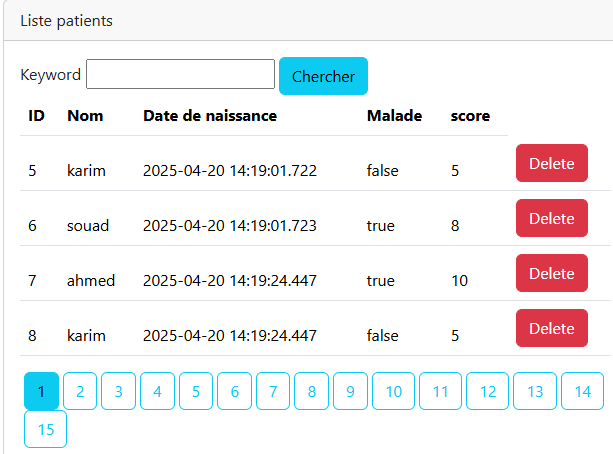 Liste patients
Keyword Chercher
ID Nom Date de naissance Malade score
5 karim 2025-04-20 14:19:01.722 false 5 Delete
6 souad 2025-04-20 14:19:01.723 true 8 Delete
7 ahmed 2025-04-20 14:19:24.447 true 10 Delete
8 karim 2025-04-20 14:19:24.447 false 5 Delete
1 2 3 4 5 6 7 8 9 10 11 12 13 14
15